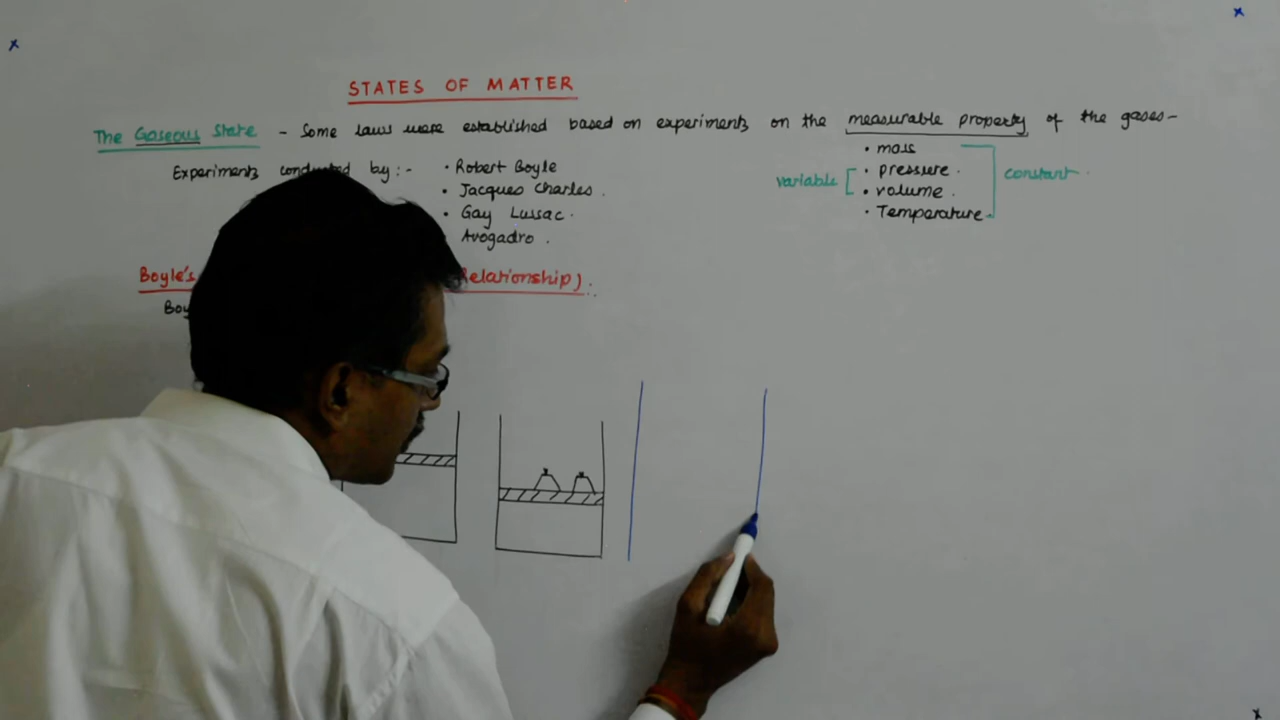 STATES OF MATTER
The Gaseous State - Some laws were established based on experiments on the measurable property of the gases-
Experiments conducted by:- • Robert Boyle
• Jacques Charles.
• Gay Lussac.
Avogadro.
• mass
• pressure.
• volume.
• Temperature
variable
constant.
Boyle's Relationship):